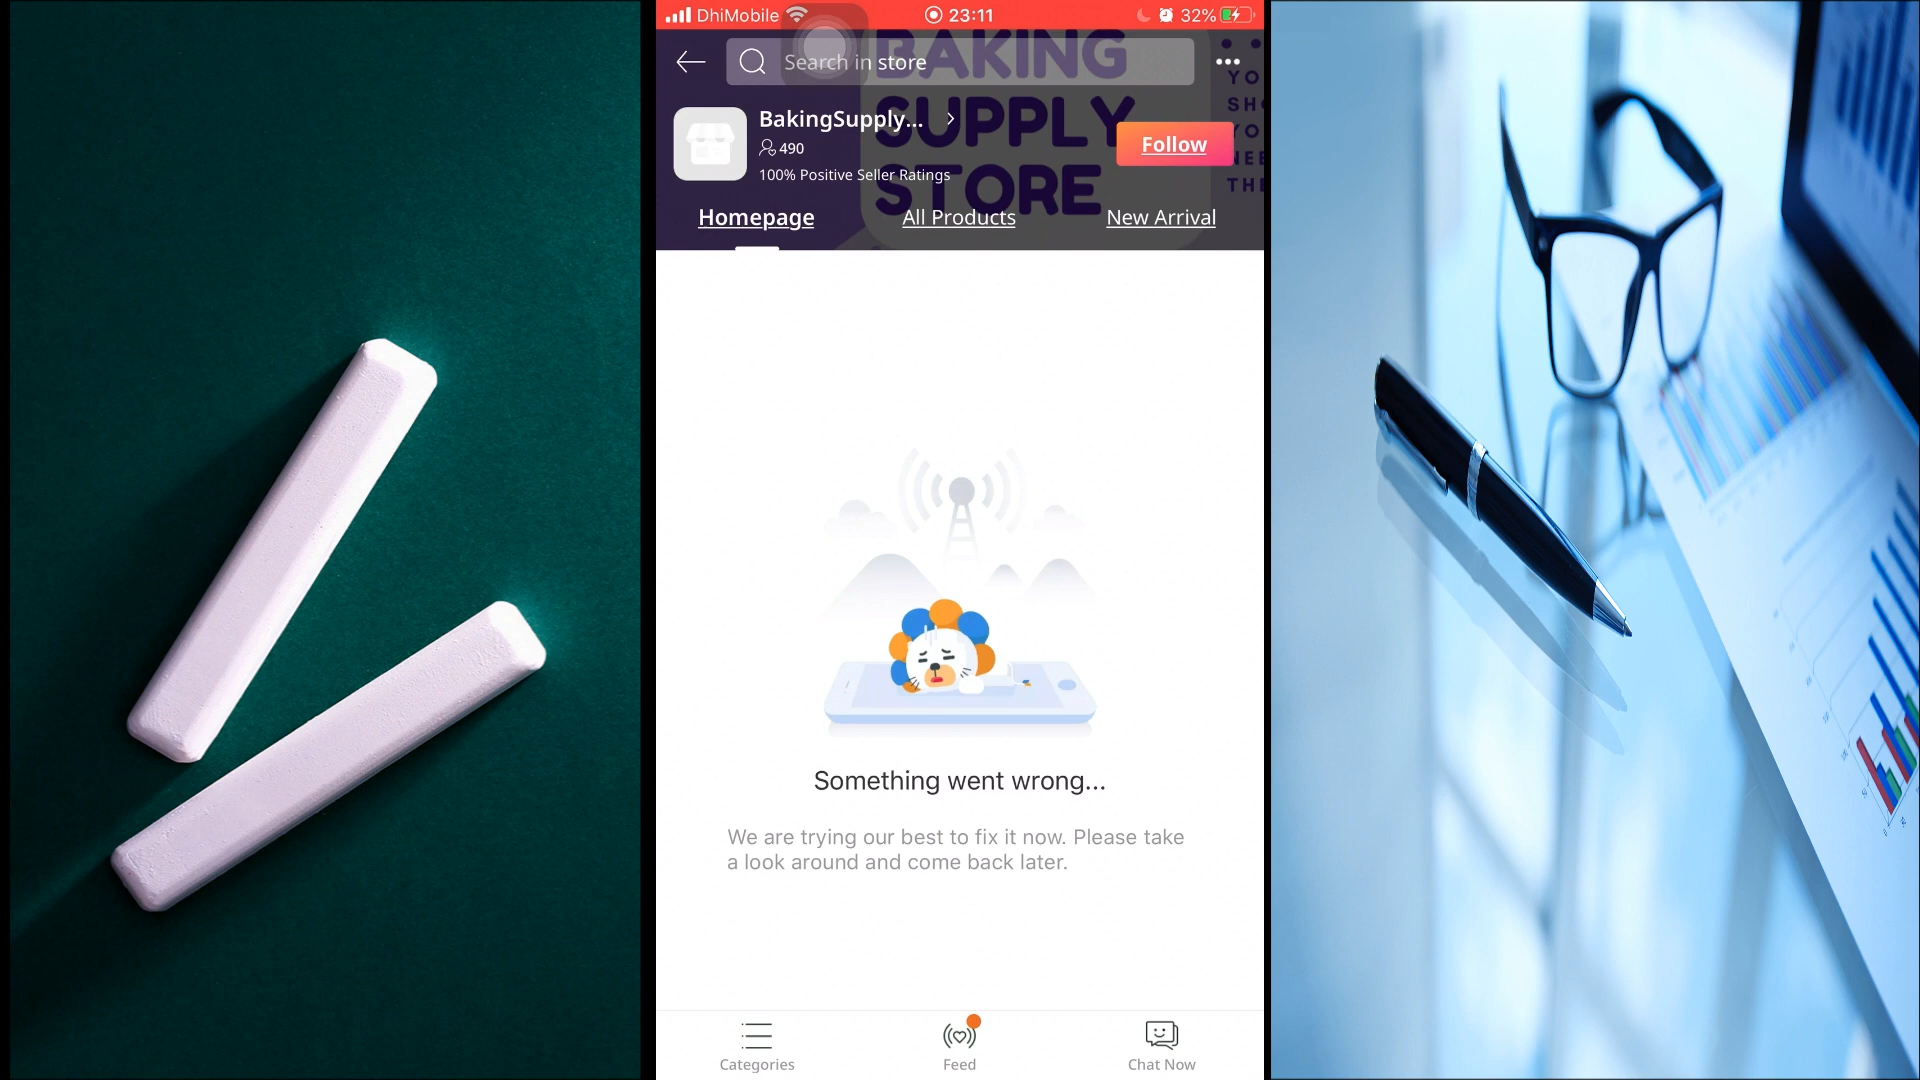 DhiMobile 23:11 32%
Search in store
BAKING
SUPPLY
STORE
BakingSupply...
490
100% Positive Seller Ratings
Follow
Homepage All Products New Arrival
YO
Something went wrong...
We are trying our best to fix it now. Please take
a look around and come back later.
Categories Feed Chat Now